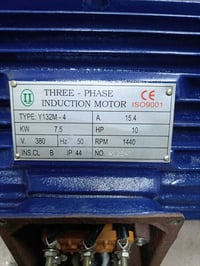 THREE - PHASE
INDUCTION MOTOR
CE
ISO9001
TYPE: Y132M - 4 A. 15.4
KW 7.5 HP 10
V. 380 Hz 50 RPM 1440
INS.CL B IP 44 NO.